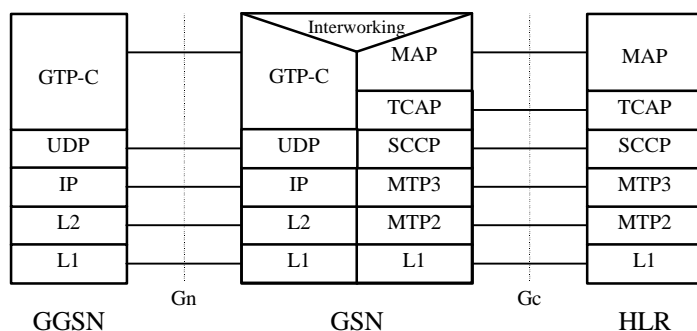 Interworking
GTP-C GTP-C MAP MAP
TCAP TCAP
UDP UDP SCCP SCCP
IP IP MTP3 MTP3
L2 L2 MTP2 MTP2
L1 L1 L1 L1
Gn Gc
GGSN GSN HLR